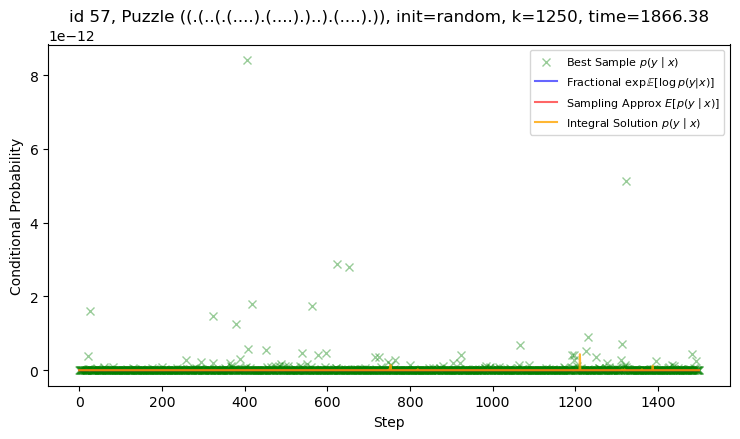 id 57, Puzzle ((.(..(.(....).(....).)..).(....).)), init=random, k=1250, time=1866.38
1e−12
8
6
4
2
0
Conditional Probability
Best Sample p(y | x)
Fractional exp𝔼[log p(y|x)]
Sampling Approx E[p(y | x)]
Integral Solution p(y | x)
0 200 400 600 800 1000 1200 1400
Step